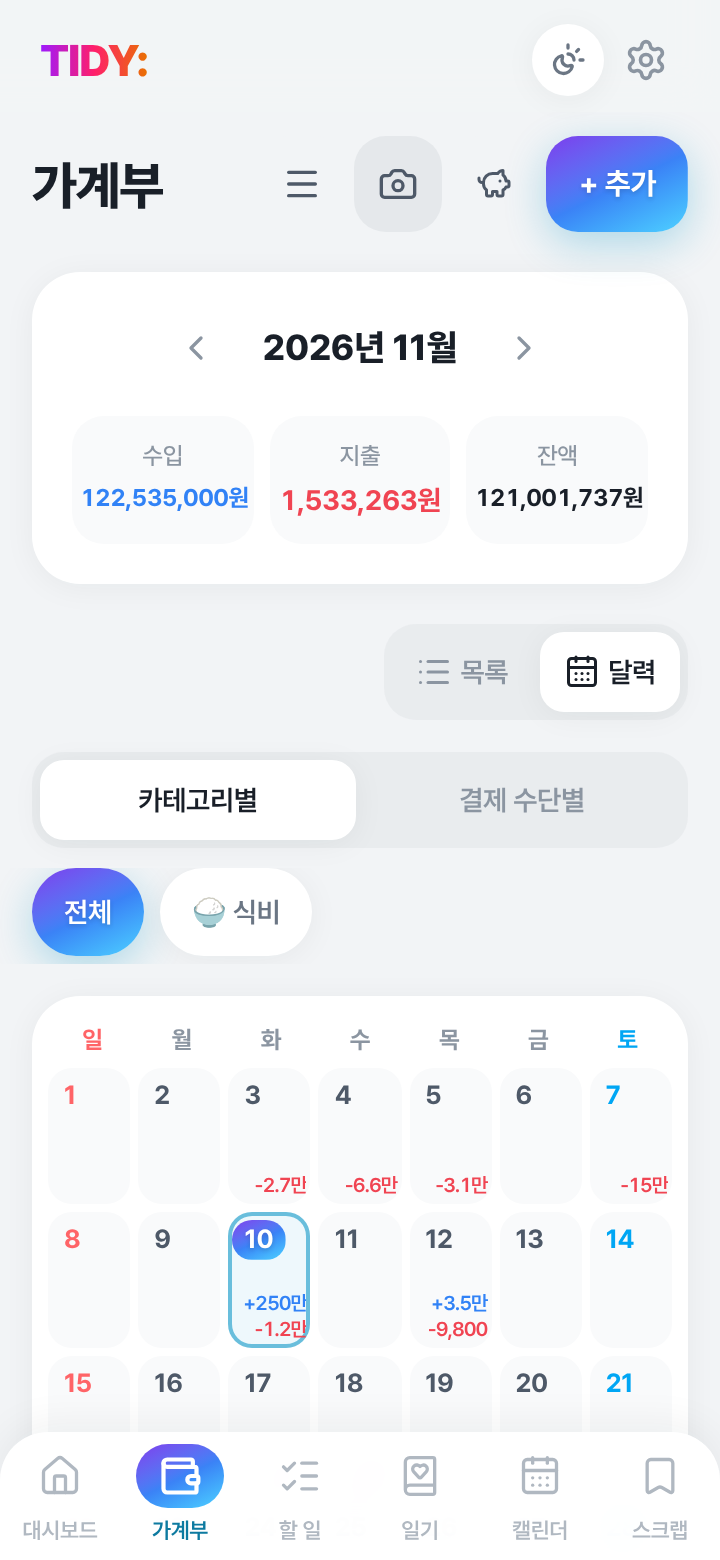 TIDY:
가계부
+ 추가
2026년 11월
수입 지출 잔액
122,535,000원 1,533,263원 121,001,737원
목록 달력
카테고리별 결제 수단별
전체 🍚 식비
일 월 화 수 목 금 토
1 2 3 4 5 6 7
-2.7만 -6.6만 -3.1만 -15만
8 9 10 11 12 13 14
+250만 +3.5만
-1.2만 -9,800
15 16 17 18 19 20 21
대시보드 가계부 할 일 일기 캘린더 스크랩